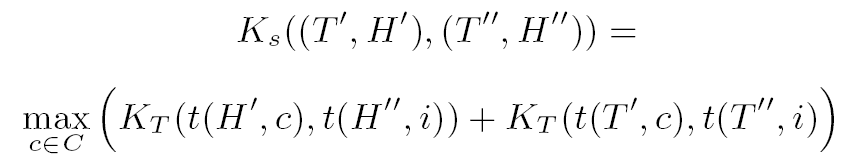 K_s((T′, H′), (T″, H″)) =
max_{c∈C} (K_T(t(H′, c), t(H″, i)) + K_T(t(T′, c), t(T″, i))